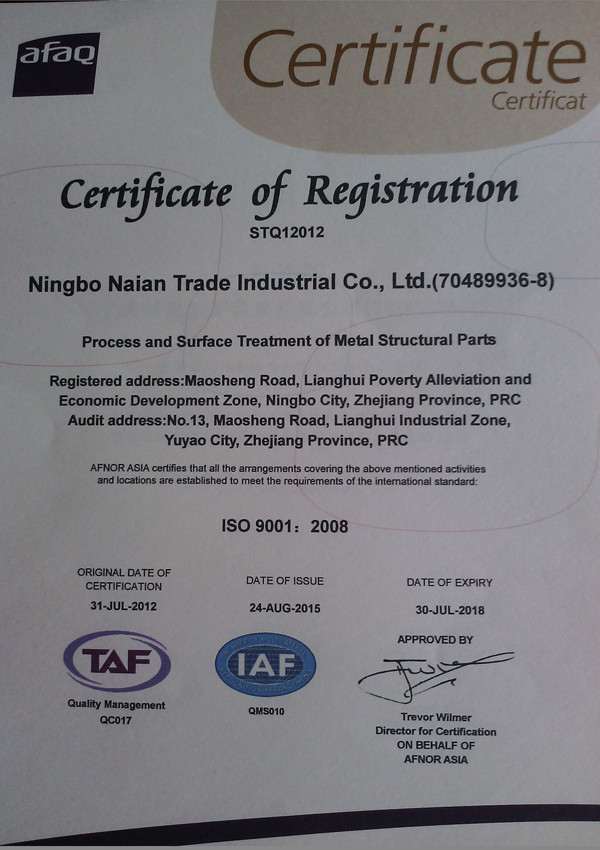 afaq
Certificate
Certificat
Certificate of Registration
STQ12012
Ningbo Naian Trade Industrial Co., Ltd.(70489936-8)
Process and Surface Treatment of Metal Structural Parts
Registered address:Maosheng Road, Lianghui Poverty Alleviation and
Economic Development Zone, Ningbo City, Zhejiang Province, PRC
Audit address:No.13, Maosheng Road, Lianghui Industrial Zone,
Yuyao City, Zhejiang Province, PRC
AFNOR ASIA certifies that all the arrangements covering the above mentioned activities
and locations are established to meet the requirements of the international standard:
ISO 9001：2008
ORIGINAL DATE OF
CERTIFICATION
31-JUL-2012
DATE OF ISSUE
24-AUG-2015
DATE OF EXPIRY
30-JUL-2018
TAF
Quality Management
QC017
IAF
QMS010
APPROVED BY
Trevor Wilmer
Director for Certification
ON BEHALF OF
AFNOR ASIA